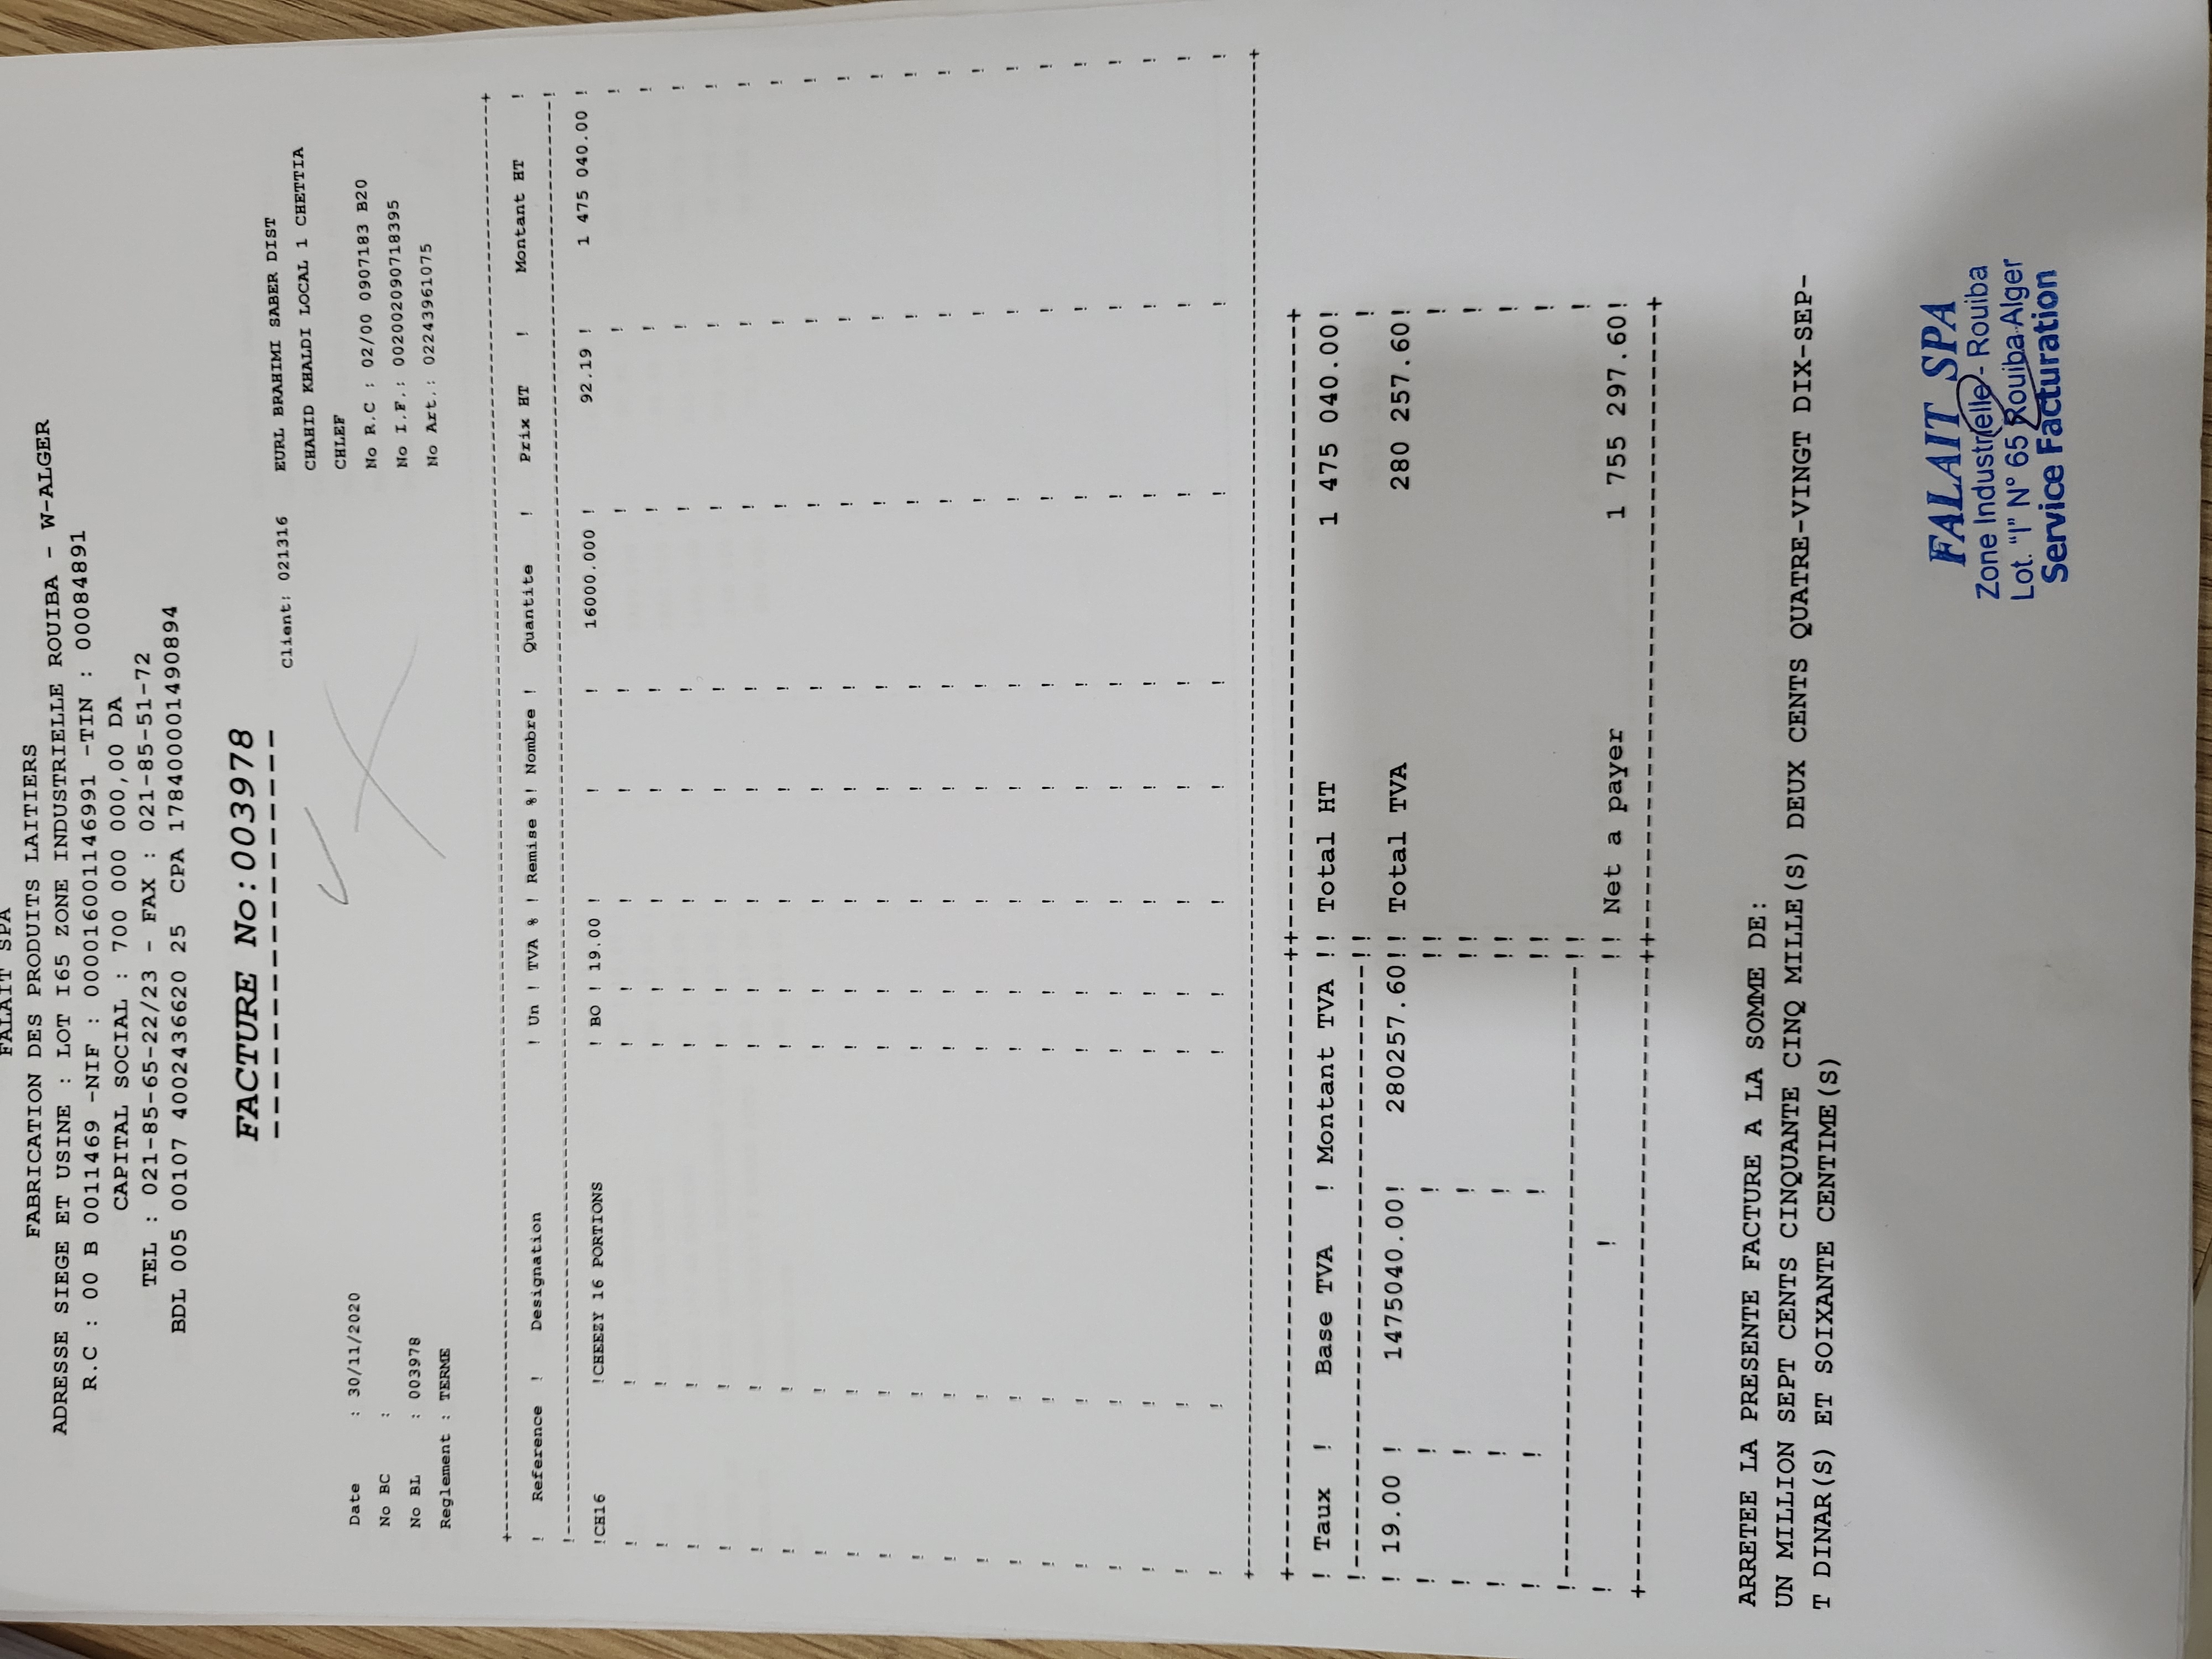 FALAIT SPA
FABRICATION DES PRODUITS LAITIERS
ADRESSE SIEGE ET USINE : LOT I65 ZONE INDUSTRIELLE ROUIBA - W-ALGER
R.C : 00 B 0011469 -NIF : 000016001146991 -TIN : 00084891
CAPITAL SOCIAL : 700 000 000,00 DA
TEL : 021-85-65-22/23 - FAX : 021-85-51-72
BDL 005 00107 4002436620 25 CPA 178400001490894
FACTURE No:003978
Client: 021316 EURL BRAHIMI SABER DIST
CHAHID KHALDI LOCAL 1 CHETTIA
CHLEF
No R.C : 02/00 0907183 B20
No I.F.: 002002090718395
No Art.: 02243961075
Date : 30/11/2020
No BC :
No BL : 003978
Reglement : TERME
! Reference ! Designation ! Un ! TVA % ! Remise %! Nombre ! Quantite ! Prix HT ! Montant HT !
!CH16 !CHEEZY 16 PORTIONS ! BO ! 19.00 ! ! ! 16000.000 ! 92.19 ! 1 475 040.00 !
! Taux ! Base TVA ! Montant TVA !! Total HT 1 475 040.00!
! 19.00 ! 1475040.00! 280257.60!! Total TVA 280 257.60!
! ! !! Net a payer 1 755 297.60!
ARRETEE LA PRESENTE FACTURE A LA SOMME DE:
UN MILLION SEPT CENTS CINQUANTE CINQ MILLE(S) DEUX CENTS QUATRE-VINGT DIX-SEP-
T DINAR(S) ET SOIXANTE CENTIME(S)
FALAIT SPA
Zone Industrielle - Rouiba
Lot. "I" N° 65 Rouiba-Alger
Service Facturation